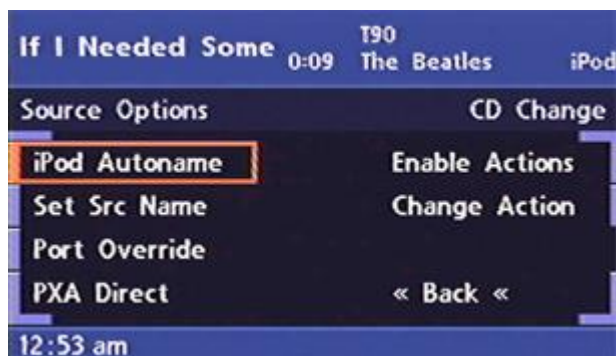 If I Needed Some 0:09 T90
The Beatles iPod
Source Options CD Change
iPod Autoname Enable Actions
Set Src Name Change Action
Port Override
PXA Direct « Back «
12:53 am